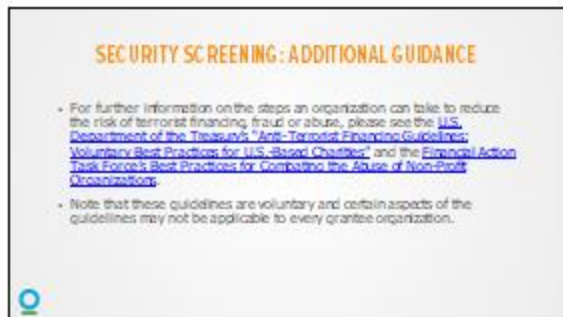 SECURITY SCREENING: ADDITIONAL GUIDANCE
• For further information on the steps an organization can take to reduce
the risk of terrorist financing, fraud or abuse, please see the U.S.
Department of the Treasury's "Anti-Terrorist Financing Guidelines:
Voluntary Best Practices for U.S.-Based Charities" and the Financial Action
Task Force's Best Practices for Combating the Abuse of Non-Profit
Organizations.
• Note that these guidelines are voluntary and certain aspects of the
guidelines may not be applicable to every grantee organization.